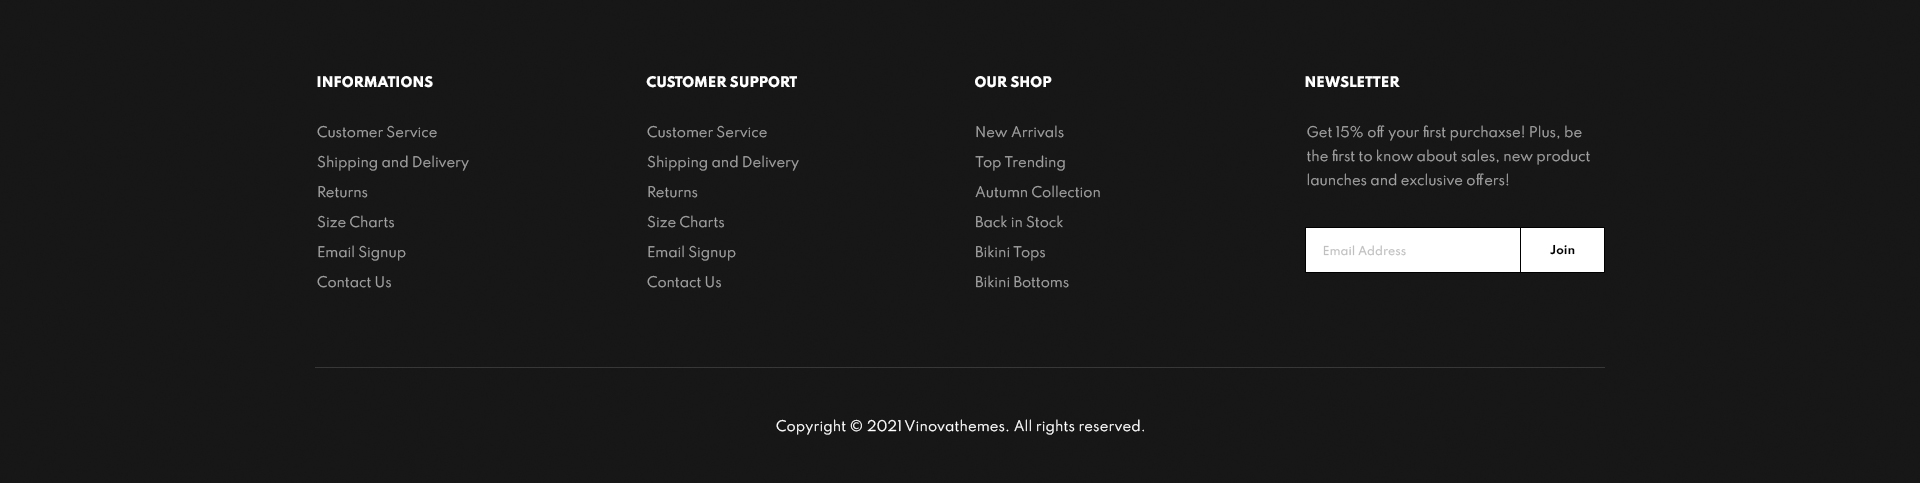 INFORMATIONS
Customer Service
Shipping and Delivery
Returns
Size Charts
Email Signup
Contact Us
CUSTOMER SUPPORT
Customer Service
Shipping and Delivery
Returns
Size Charts
Email Signup
Contact Us
OUR SHOP
New Arrivals
Top Trending
Autumn Collection
Back in Stock
Bikini Tops
Bikini Bottoms
NEWSLETTER
Get 15% off your first purchaxse! Plus, be
the first to know about sales, new product
launches and exclusive offers!
Email Address
Join
Copyright © 2021 Vinovathemes. All rights reserved.